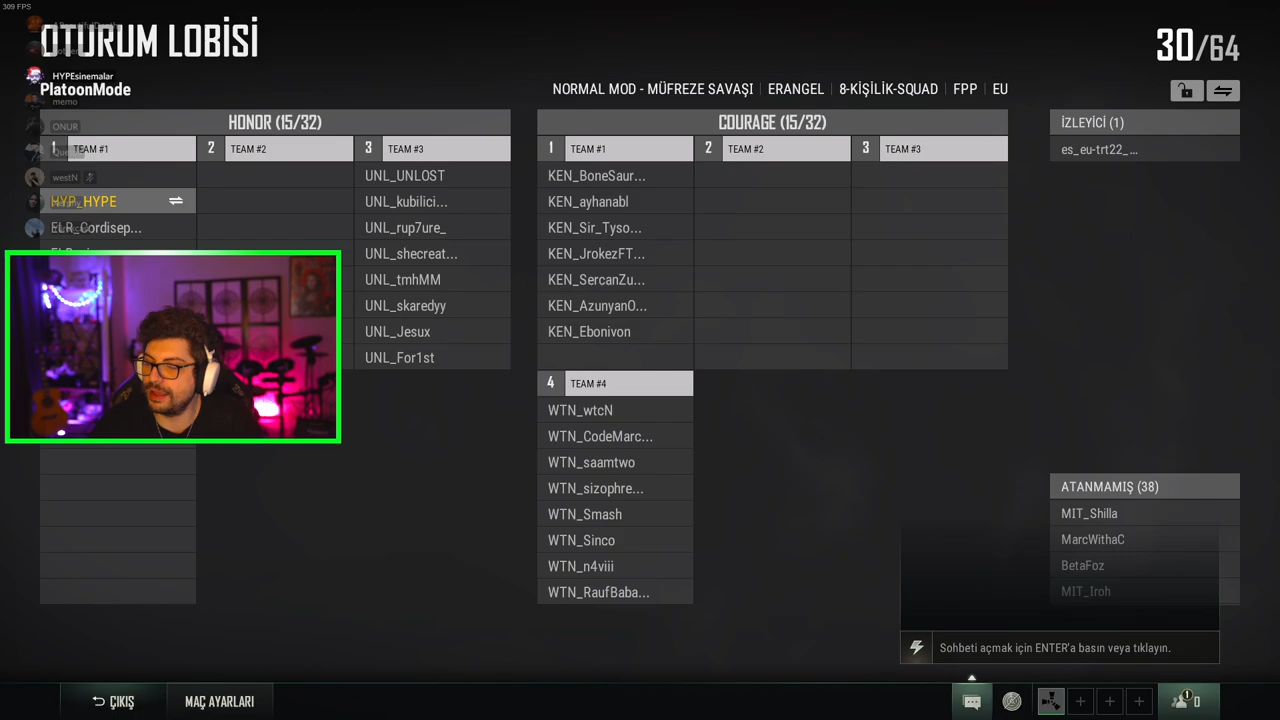 309 FPS
OTURUM LOBİSİ
30/64
HYPEsinemalar
PlatoonMode
NORMAL MOD - MÜFREZE SAVAŞI | ERANGEL | 8-KİŞİLİK-SQUAD | FPP | EU
memo
HONOR (15/32)
COURAGE (15/32)
İZLEYİCİ (1)
ONUR
1 TEAM #1
2 TEAM #2
3 TEAM #3
1 TEAM #1
2 TEAM #2
3 TEAM #3
es_eu-trt22_...
westN
UNL_UNLOST
KEN_BoneSaur...
HYP_HYPE
UNL_kubilici...
KEN_ayhanabl
ELR_Cordisep...
UNL_rup7ure_
KEN_Sir_Tyso...
UNL_shecreat...
KEN_JrokezFT...
UNL_tmhMM
KEN_SercanZu...
UNL_skaredyy
KEN_AzunyanO...
UNL_Jesux
KEN_Ebonivon
UNL_For1st
4 TEAM #4
WTN_wtcN
WTN_CodeMarc...
WTN_saamtwo
WTN_sizophre...
WTN_Smash
WTN_Sinco
WTN_n4viii
WTN_RaufBaba...
ATANMAMIŞ (38)
MIT_Shilla
MarcWithaC
BetaFoz
MIT_Iroh
Sohbeti açmak için ENTER'a basın veya tıklayın.
ÇIKIŞ
MAÇ AYARLARI
0